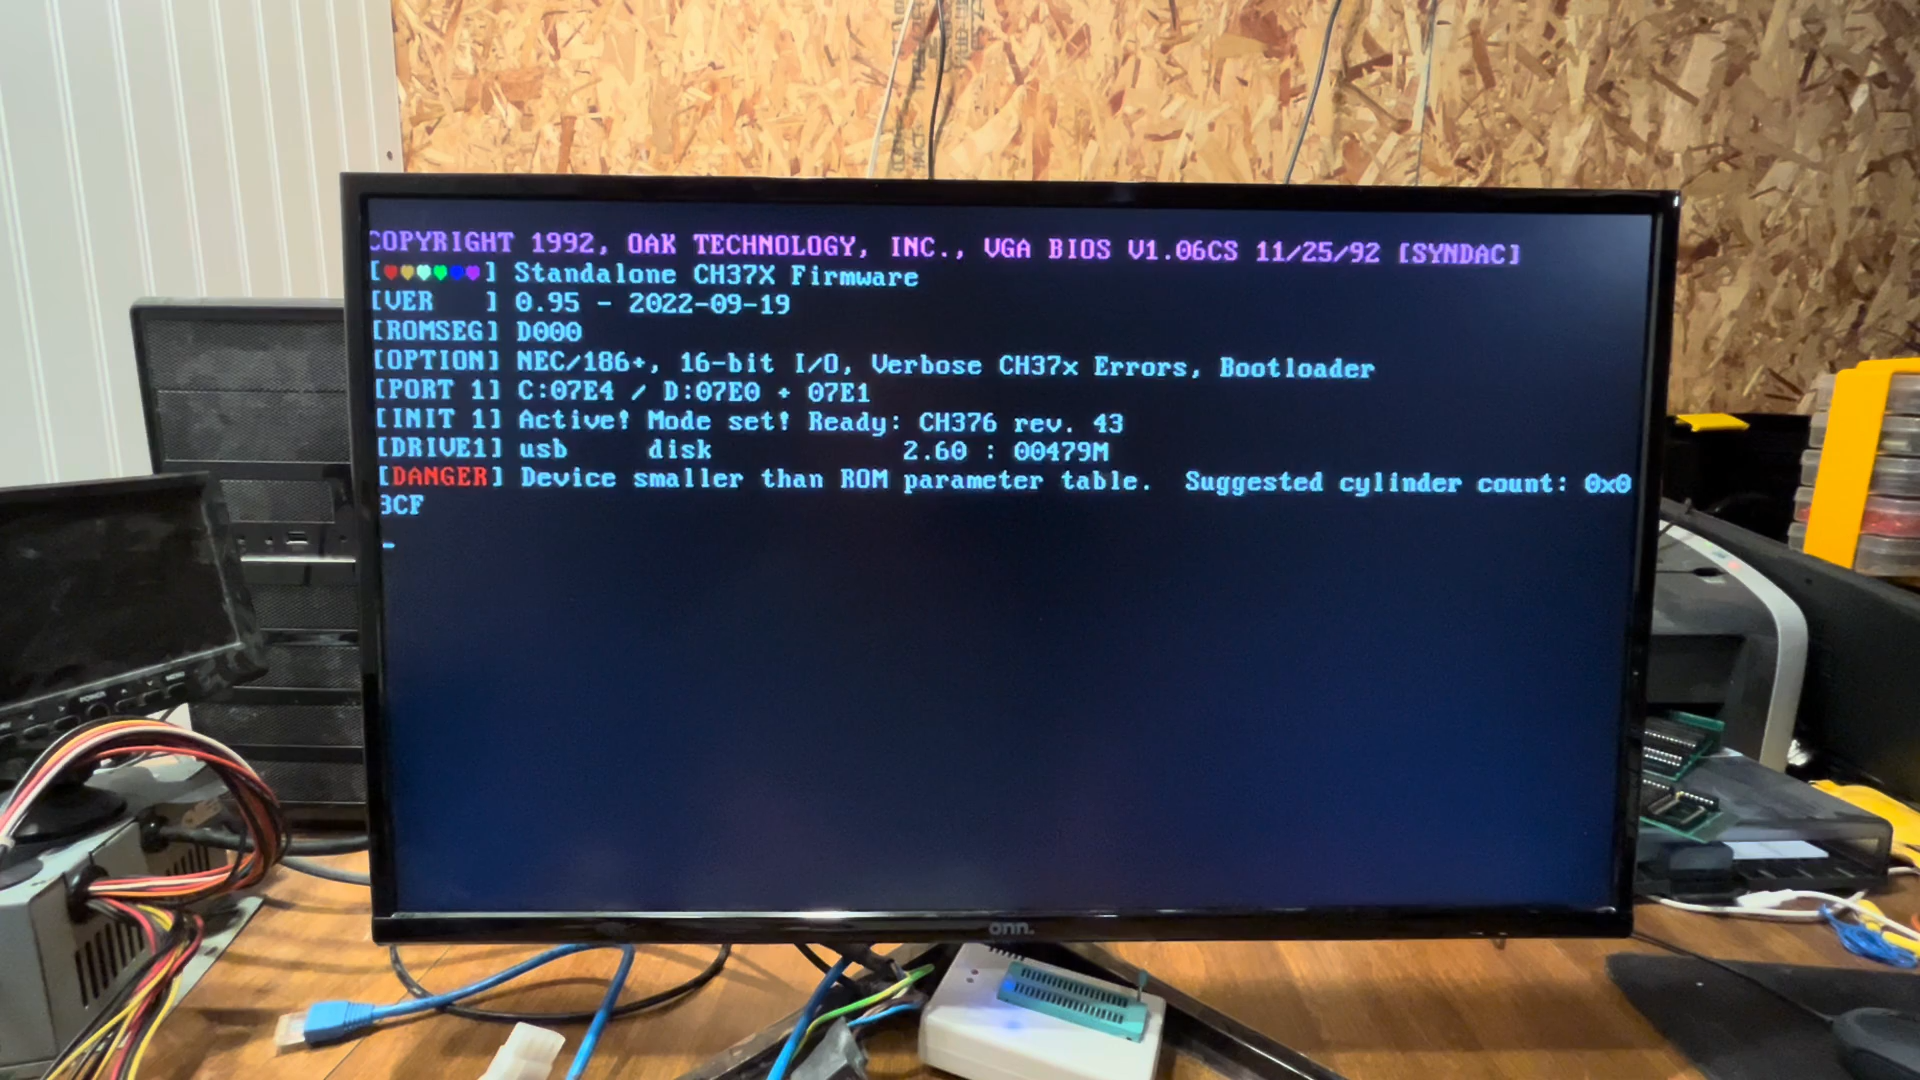 COPYRIGHT 1992, OAK TECHNOLOGY, INC., VGA BIOS V1.06CS 11/25/92 [SYNDAC]
[♥♥♥♥♥♥] Standalone CH37X Firmware
[VER   ] 0.95 - 2022-09-19
[ROMSEG] D000
[OPTION] NEC/186+, 16-bit I/O, Verbose CH37x Errors, Bootloader
[PORT 1] C:07E4 / D:07E0 + 07E1
[INIT 1] Active! Mode set! Ready: CH376 rev. 43
[DRIVE1] usb     disk            2.60 : 00479M
[DANGER] Device smaller than ROM parameter table.  Suggested cylinder count: 0x0
3CF
onn.
POWER
MENU